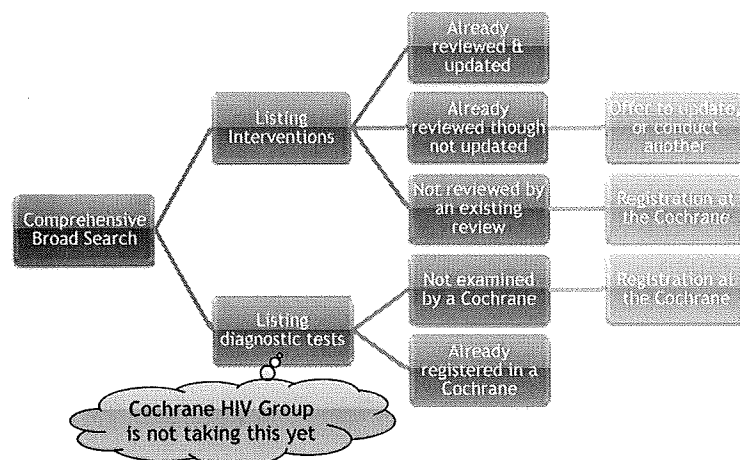 Comprehensive
Broad Search
Listing
Interventions
Already
reviewed &
updated
Already
reviewed though
not updated
Offer to update,
or conduct
another
Not reviewed by
an existing
review
Registration at
the Cochrane
Listing
diagnostic tests
Not examined
by a Cochrane
Registration at
the Cochrane
Already
registered in a
Cochrane
Cochrane HIV Group
is not taking this yet